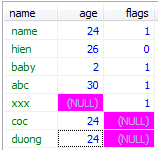 name age flags
name 24 1
hien 26 0
baby 2 1
abc 30 1
xxx (NULL) 1
coc 24 (NULL)
duong 24 (NULL)